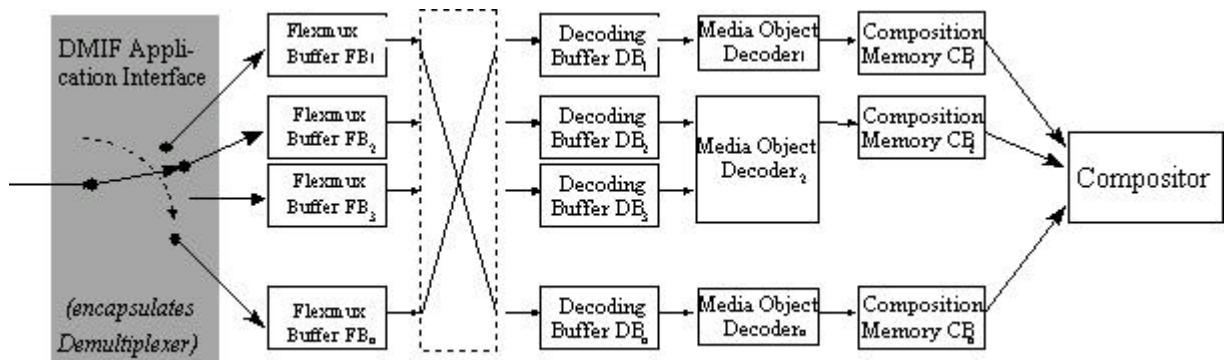 DMIF Appli-
cation Interface
(encapsulates
Demultiplexer)
Flexmux
Buffer FB1
Flexmux
Buffer FB2
Flexmux
Buffer FB3
Flexmux
Buffer FBn
Decoding
Buffer DB1
Decoding
Buffer DB2
Decoding
Buffer DB3
Decoding
Buffer DBn
Media Object
Decoder1
Media Object
Decoder2
Media Object
Decodern
Composition
Memory CB1
Composition
Memory CB2
Composition
Memory CBn
Compositor